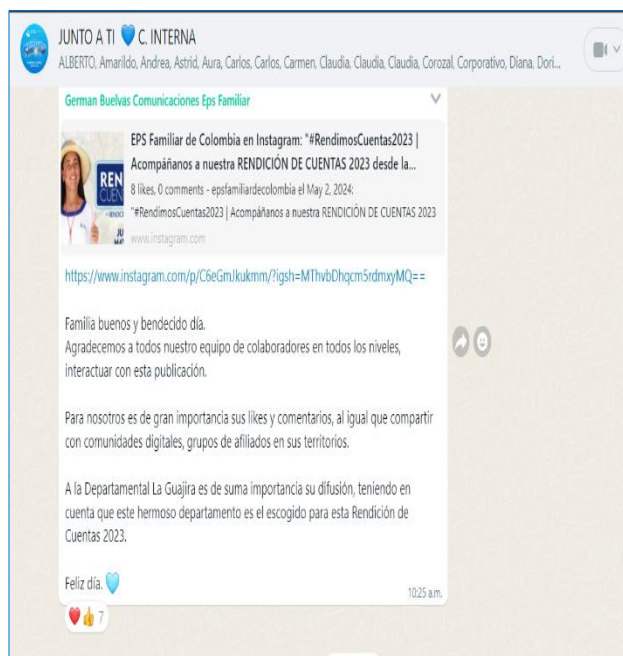 JUNTO A TI 💙 C. INTERNA
ALBERTO, Amarildo, Andrea, Astrid, Aura, Carlos, Carlos, Carmen, Claudia, Claudia, Claudia, Corozal, Corporativo, Diana, Dori...
German Buelvas Comunicaciones Eps Familiar
EPS Familiar de Colombia en Instagram: "#RendimosCuentas2023 |
Acompáñanos a nuestra RENDICIÓN DE CUENTAS 2023 desde la...
8 likes, 0 comments - epsfamiliardecolombia el May 2, 2024:
"#RendimosCuentas2023 | Acompáñanos a nuestra RENDICIÓN DE CUENTAS 2023
www.instagram.com
REN
CUEN
https://www.instagram.com/p/C6eGmJkukmm/?igsh=MThvbDhqcm5rdmxyMQ==
Familia buenos y bendecido día.
Agradecemos a todos nuestro equipo de colaboradores en todos los niveles,
interactuar con esta publicación.
Para nosotros es de gran importancia sus likes y comentarios, al igual que compartir
con comunidades digitales, grupos de afiliados en sus territorios.
A la Departamental La Guajira es de suma importancia su difusión, teniendo en
cuenta que este hermoso departamento es el escogido para esta Rendición de
Cuentas 2023.
Feliz día. 💙
10:25 a.m.
❤️👍 7